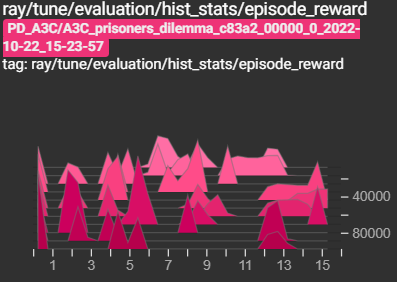 ray/tune/evaluation/hist_stats/episode_reward
PD_A3C/A3C_prisoners_dilemma_c83a2_00000_0_2022-
10-22_15-23-57
tag: ray/tune/evaluation/hist_stats/episode_reward
40000
80000
1 3 5 7 9 11 13 15